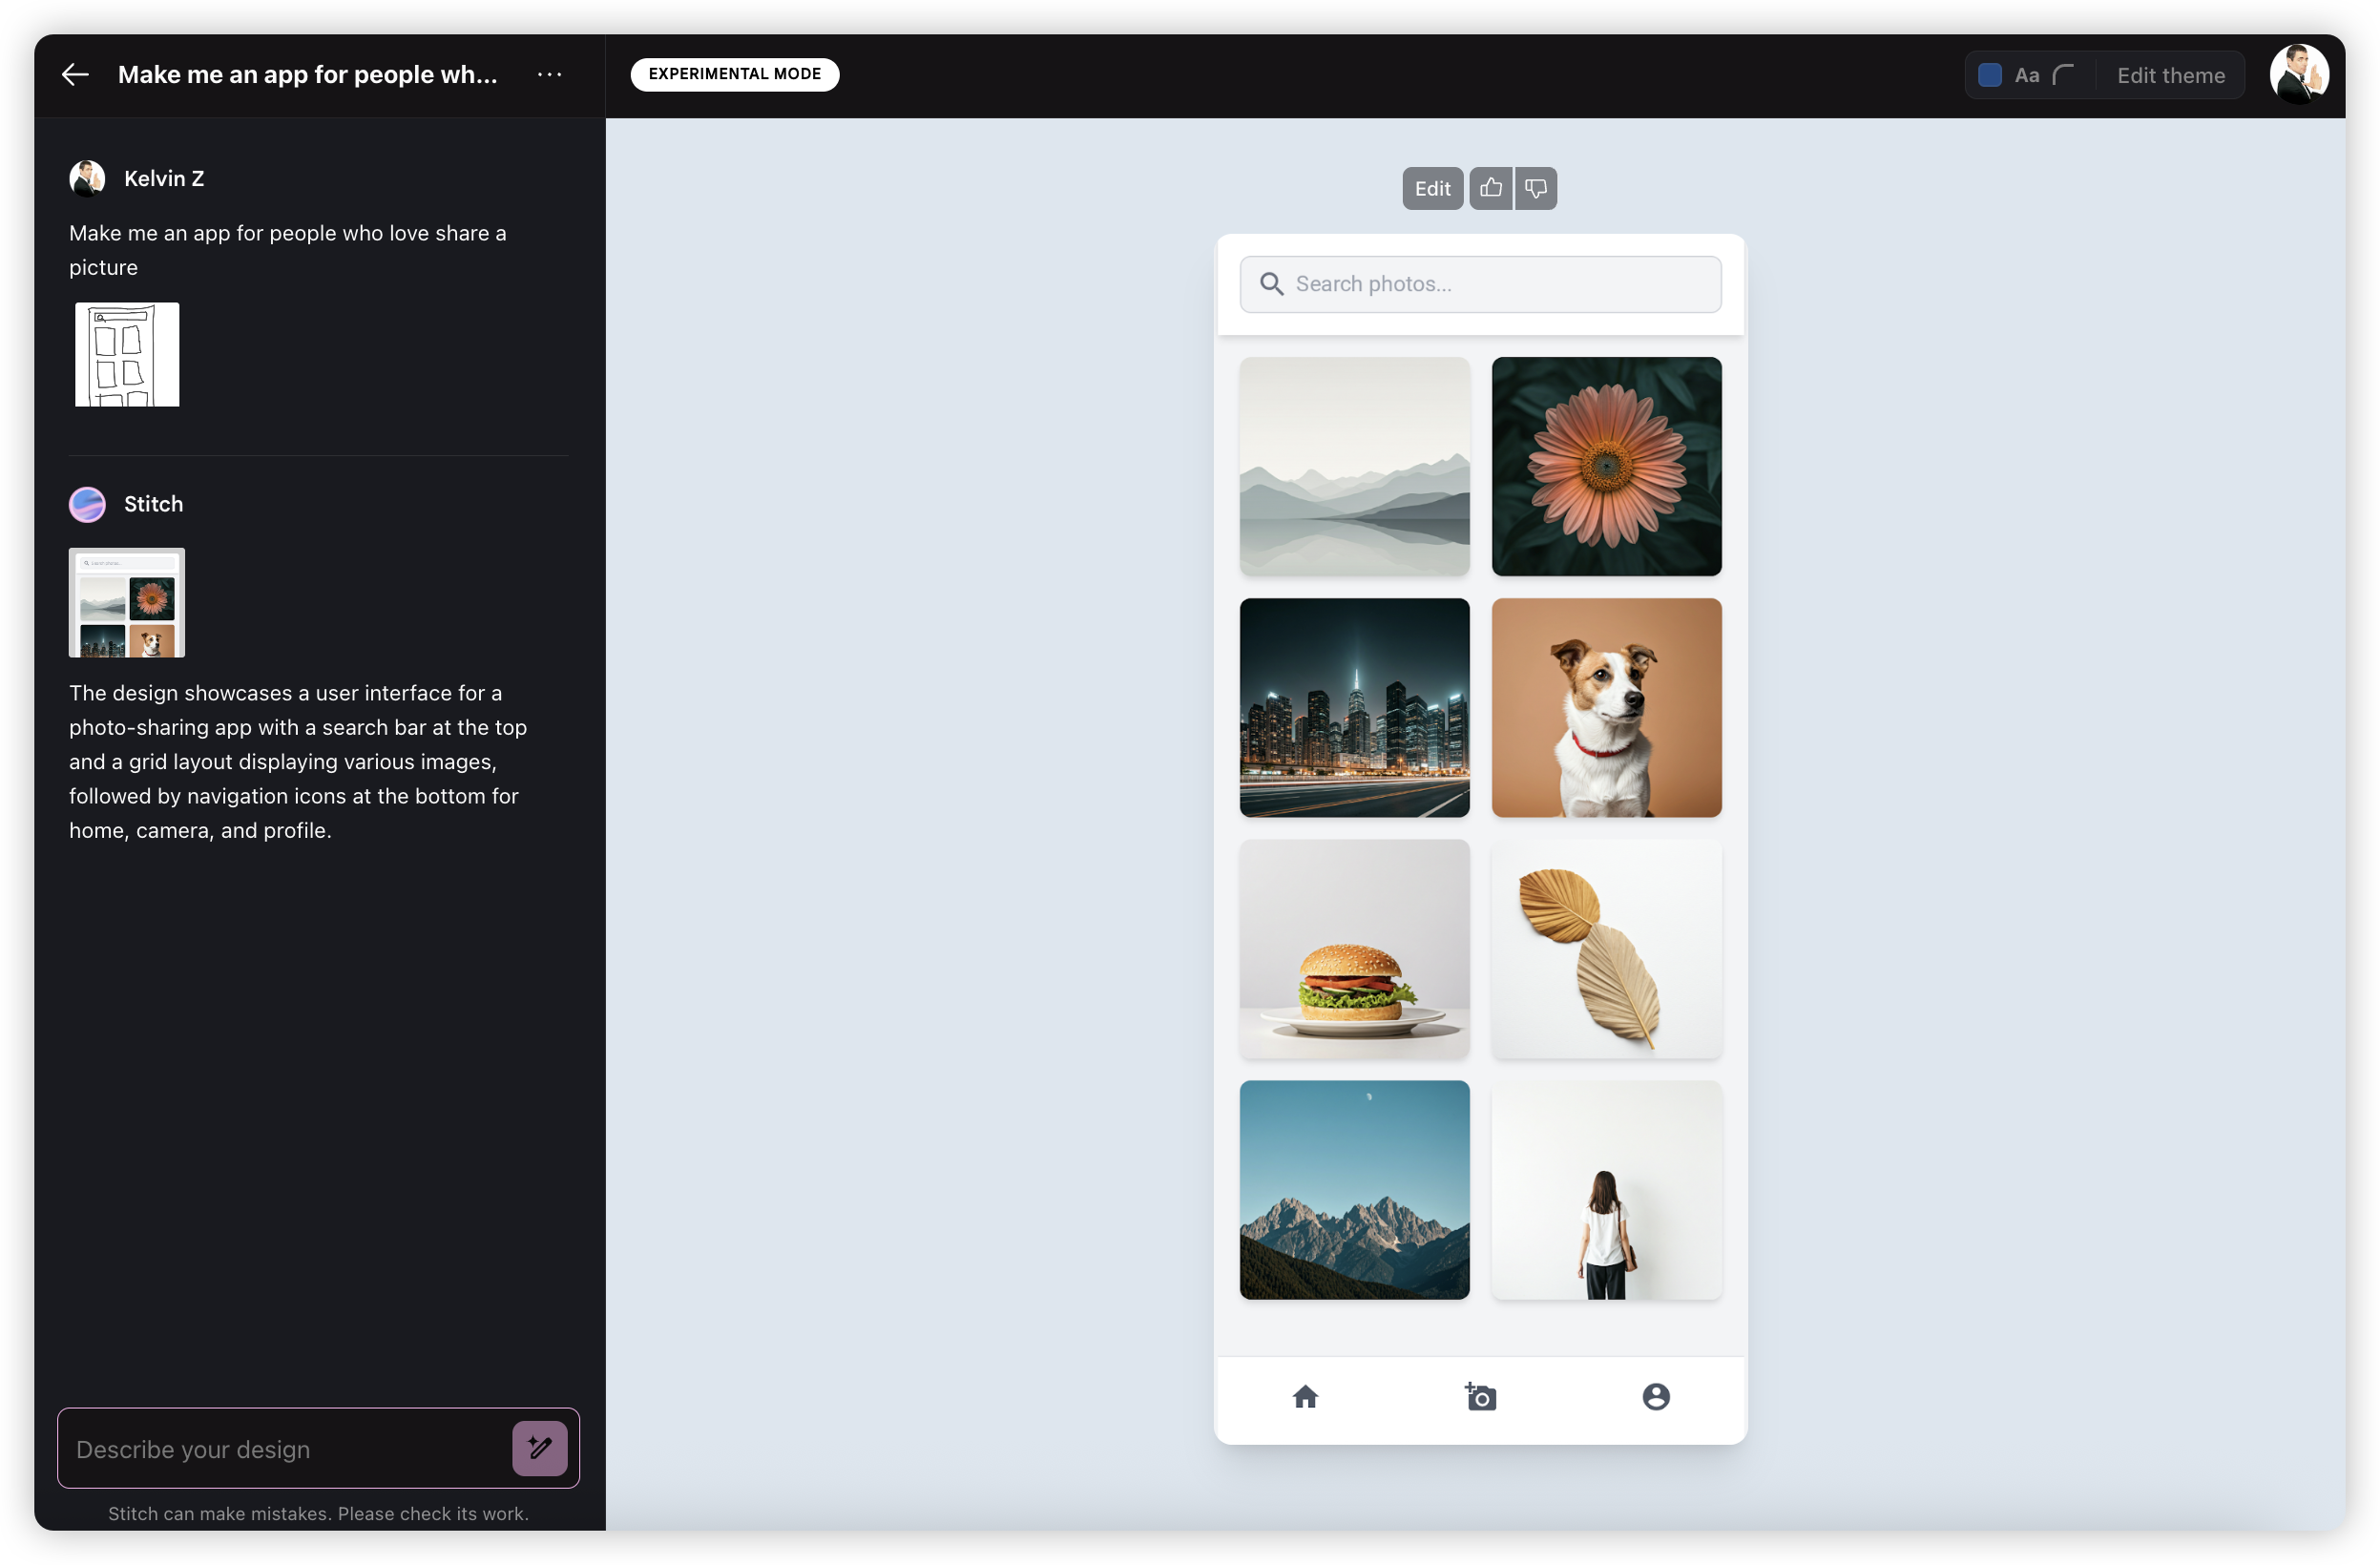 Make me an app for people wh...
EXPERIMENTAL MODE
Aa
Edit theme
Kelvin Z
Make me an app for people who love share a
picture
Stitch
The design showcases a user interface for a
photo-sharing app with a search bar at the top
and a grid layout displaying various images,
followed by navigation icons at the bottom for
home, camera, and profile.
Describe your design
Stitch can make mistakes. Please check its work.
Edit
Search photos...